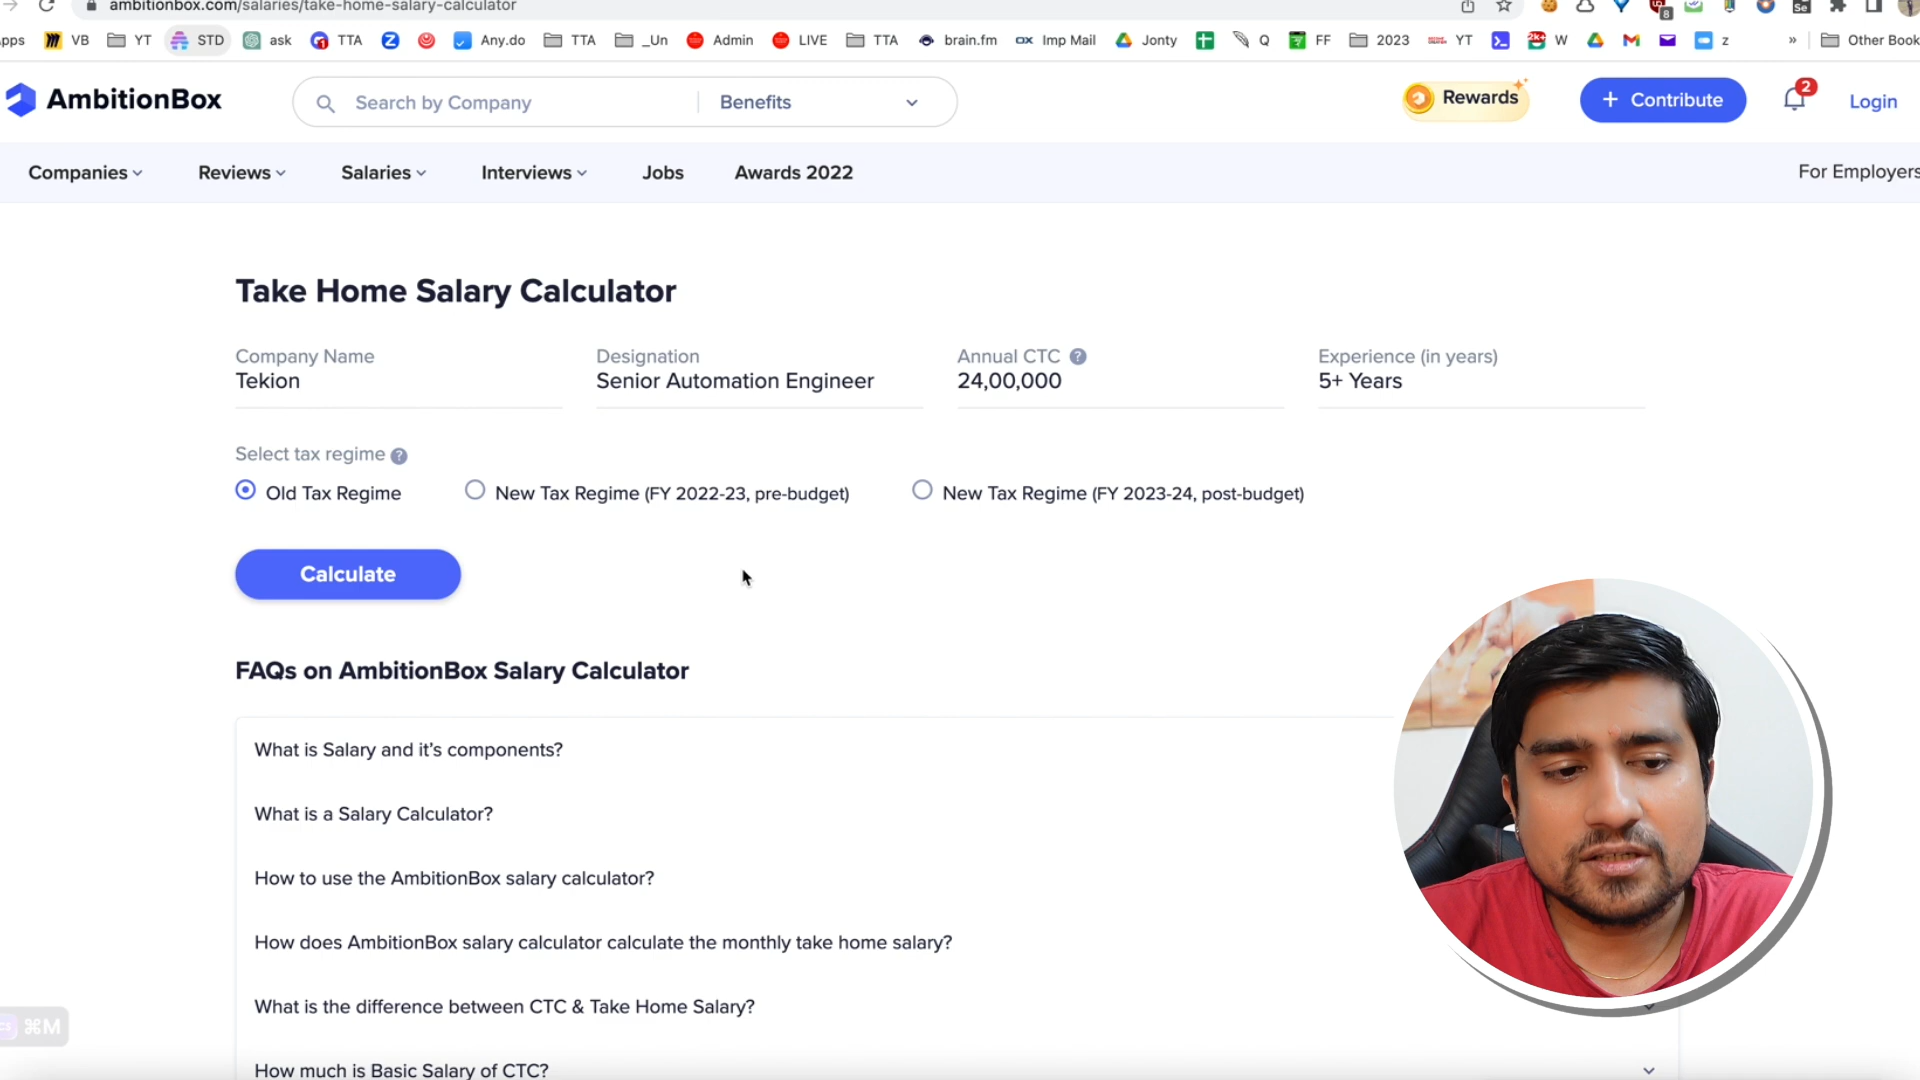 ambitionbox.com/salaries/take-home-salary-calculator
8
pps VB YT STD ask TTA Any.do TTA _Un Admin LIVE TTA brain.fm Imp Mail Jonty Q FF 2023 YT W z » Other Book
AmbitionBox
Search by Company
Benefits
Rewards
+ Contribute
2
Login
Companies
Reviews
Salaries
Interviews
Jobs
Awards 2022
For Employers
Take Home Salary Calculator
Company Name
Tekion
Designation
Senior Automation Engineer
Annual CTC ?
24,00,000
Experience (in years)
5+ Years
Select tax regime ?
Old Tax Regime
New Tax Regime (FY 2022-23, pre-budget)
New Tax Regime (FY 2023-24, post-budget)
Calculate
FAQs on AmbitionBox Salary Calculator
What is Salary and it's components?
What is a Salary Calculator?
How to use the AmbitionBox salary calculator?
How does AmbitionBox salary calculator calculate the monthly take home salary?
What is the difference between CTC & Take Home Salary?
⌘M
How much is Basic Salary of CTC?